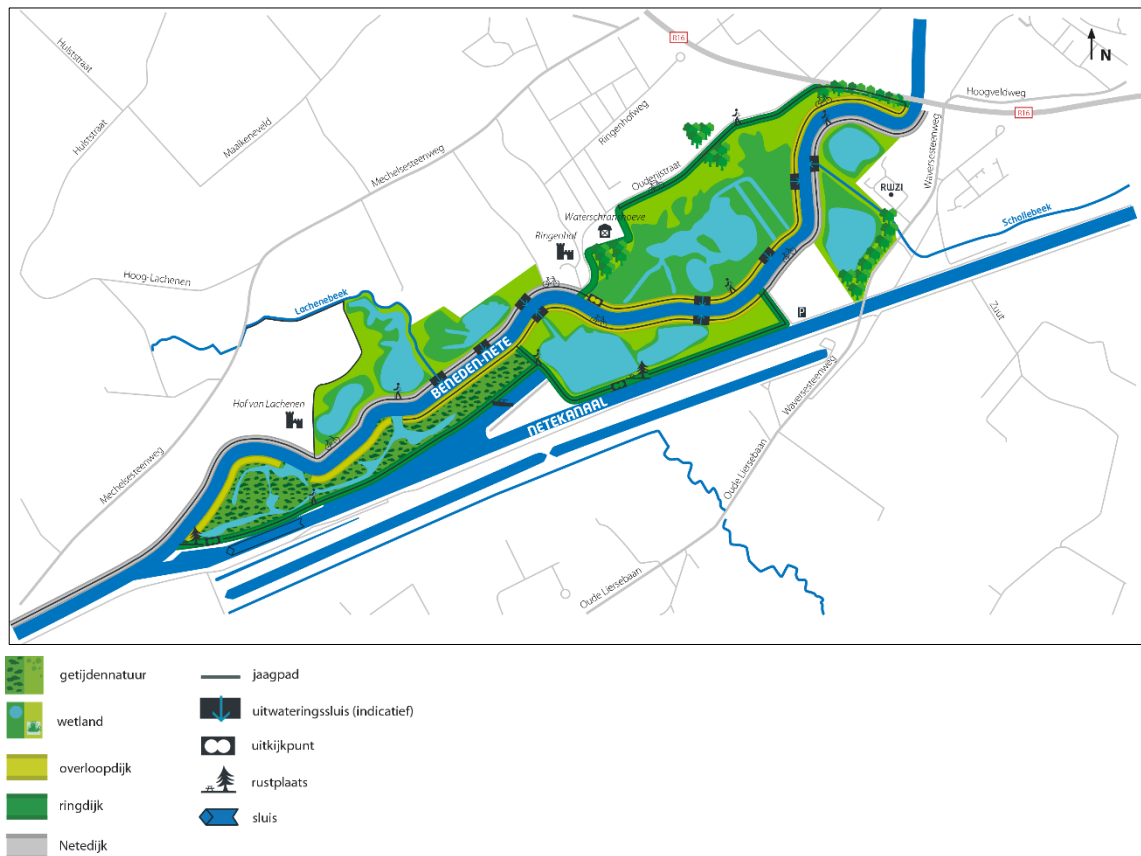 R16
N
Hulststraat
Hoogveldweg
R16
Ringenhofweg
Maalkeneveld
Hulststraat
Mechelsesteenweg
Waversesteenweg
Oudenijstraat
RWZI
Waterschranshoeve
Schollebeek
Ringenhof
Hoog-Lachenen
Lachenebeek
P
Zuut
BENEDEN-NETE
Hof van Lachenen
NETEKANAAL
Waversesteenweg
Mechelsesteenweg
Oude Liersebaan
Oude Liersebaan
getijdennatuur
wetland
overloopdijk
ringdijk
Netedijk
jaagpad
uitwateringssluis (indicatief)
uitkijkpunt
rustplaats
sluis